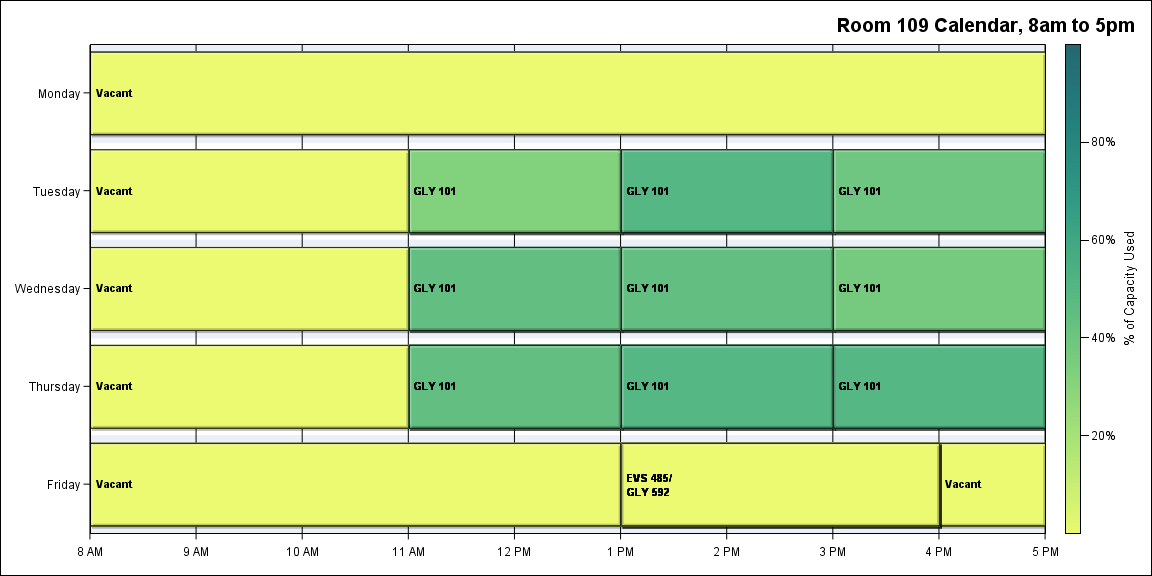 Room 109 Calendar, 8am to 5pm
Monday
Vacant
Tuesday
Vacant
GLY 101
GLY 101
GLY 101
Wednesday
Vacant
GLY 101
GLY 101
GLY 101
Thursday
Vacant
GLY 101
GLY 101
GLY 101
Friday
Vacant
EVS 485/
GLY 592
Vacant
8 AM
9 AM
10 AM
11 AM
12 PM
1 PM
2 PM
3 PM
4 PM
5 PM
80%
60%
40%
20%
% of Capacity Used